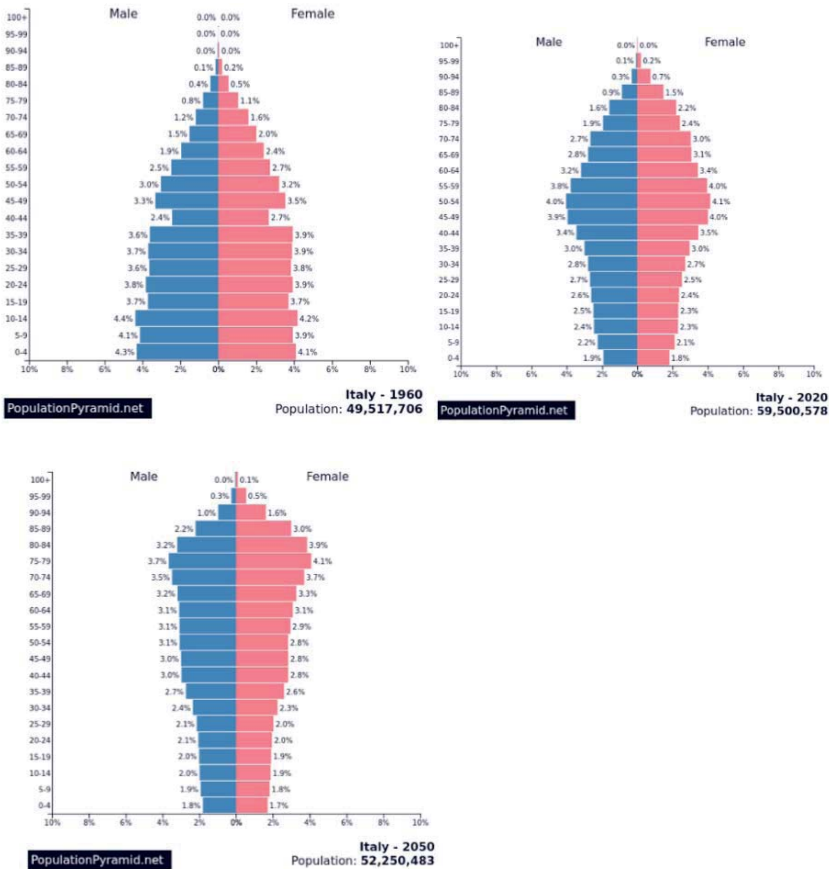 Male Female
100+ 0.0% 0.0%
95-99 0.0% 0.0%
90-94 0.0% 0.0%
85-89 0.1% 0.2%
80-84 0.4% 0.5%
75-79 0.8% 1.1%
70-74 1.2% 1.6%
65-69 1.5% 2.0%
60-64 1.9% 2.4%
55-59 2.5% 2.7%
50-54 3.0% 3.2%
45-49 3.3% 3.5%
40-44 2.4% 2.7%
35-39 3.6% 3.9%
30-34 3.7% 3.9%
25-29 3.6% 3.8%
20-24 3.8% 3.9%
15-19 3.7% 3.7%
10-14 4.4% 4.2%
5-9 4.1% 3.9%
0-4 4.3% 4.1%
10% 8% 6% 4% 2% 0% 2% 4% 6% 8% 10%
Italy - 1960
PopulationPyramid.net Population: 49,517,706
Male Female
100+ 0.0% 0.0%
95-99 0.1% 0.2%
90-94 0.3% 0.7%
85-89 0.9% 1.5%
80-84 1.6% 2.2%
75-79 1.9% 2.4%
70-74 2.7% 3.0%
65-69 2.8% 3.1%
60-64 3.2% 3.4%
55-59 3.8% 4.0%
50-54 4.0% 4.1%
45-49 3.9% 4.0%
40-44 3.4% 3.5%
35-39 3.0% 3.0%
30-34 2.8% 2.7%
25-29 2.7% 2.5%
20-24 2.6% 2.4%
15-19 2.5% 2.3%
10-14 2.4% 2.3%
5-9 2.2% 2.1%
0-4 1.9% 1.8%
10% 8% 6% 4% 2% 0% 2% 4% 6% 8% 10%
Italy - 2020
PopulationPyramid.net Population: 59,500,578
Male Female
100+ 0.0% 0.1%
95-99 0.3% 0.5%
90-94 1.0% 1.6%
85-89 2.2% 3.0%
80-84 3.2% 3.9%
75-79 3.7% 4.1%
70-74 3.5% 3.7%
65-69 3.2% 3.3%
60-64 3.1% 3.1%
55-59 3.1% 2.9%
50-54 3.1% 2.8%
45-49 3.0% 2.8%
40-44 3.0% 2.8%
35-39 2.7% 2.6%
30-34 2.4% 2.3%
25-29 2.1% 2.0%
20-24 2.1% 2.0%
15-19 2.0% 1.9%
10-14 2.0% 1.9%
5-9 1.9% 1.8%
0-4 1.8% 1.7%
10% 8% 6% 4% 2% 0% 2% 4% 6% 8% 10%
Italy - 2050
PopulationPyramid.net Population: 52,250,483